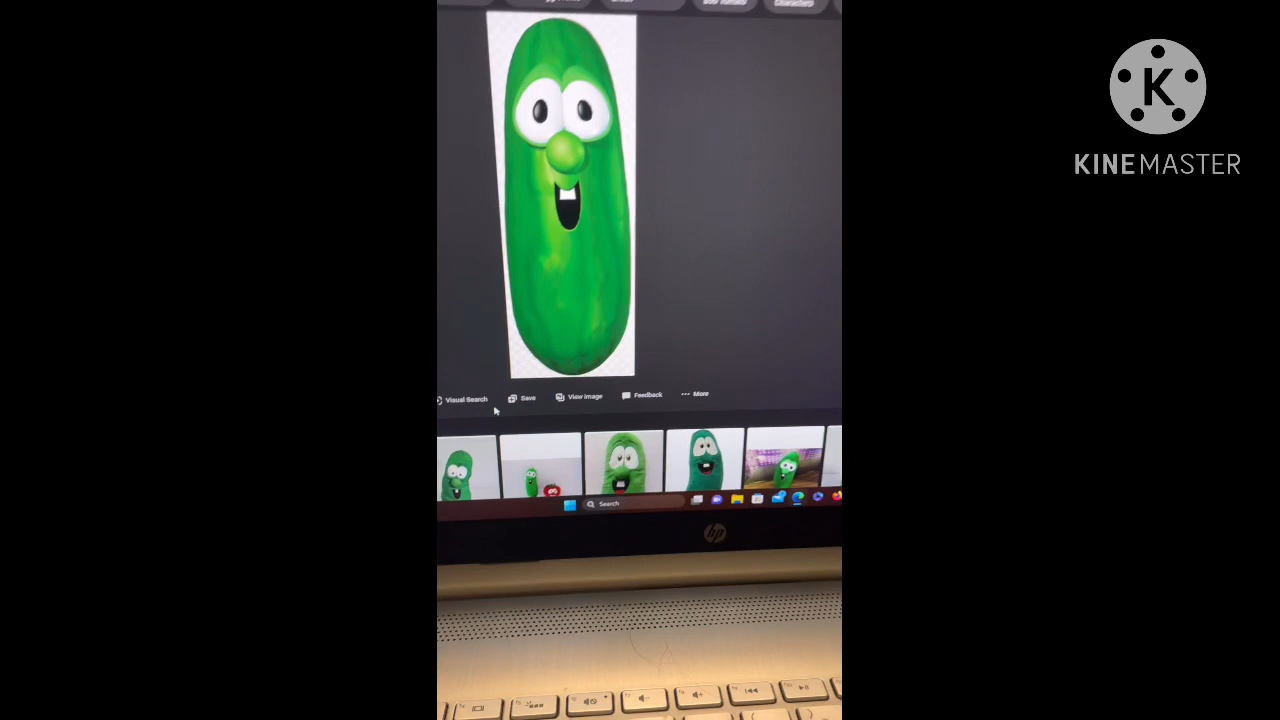 K
KINEMASTER
Visual Search
Save
View image
Feedback
More
Search
hp